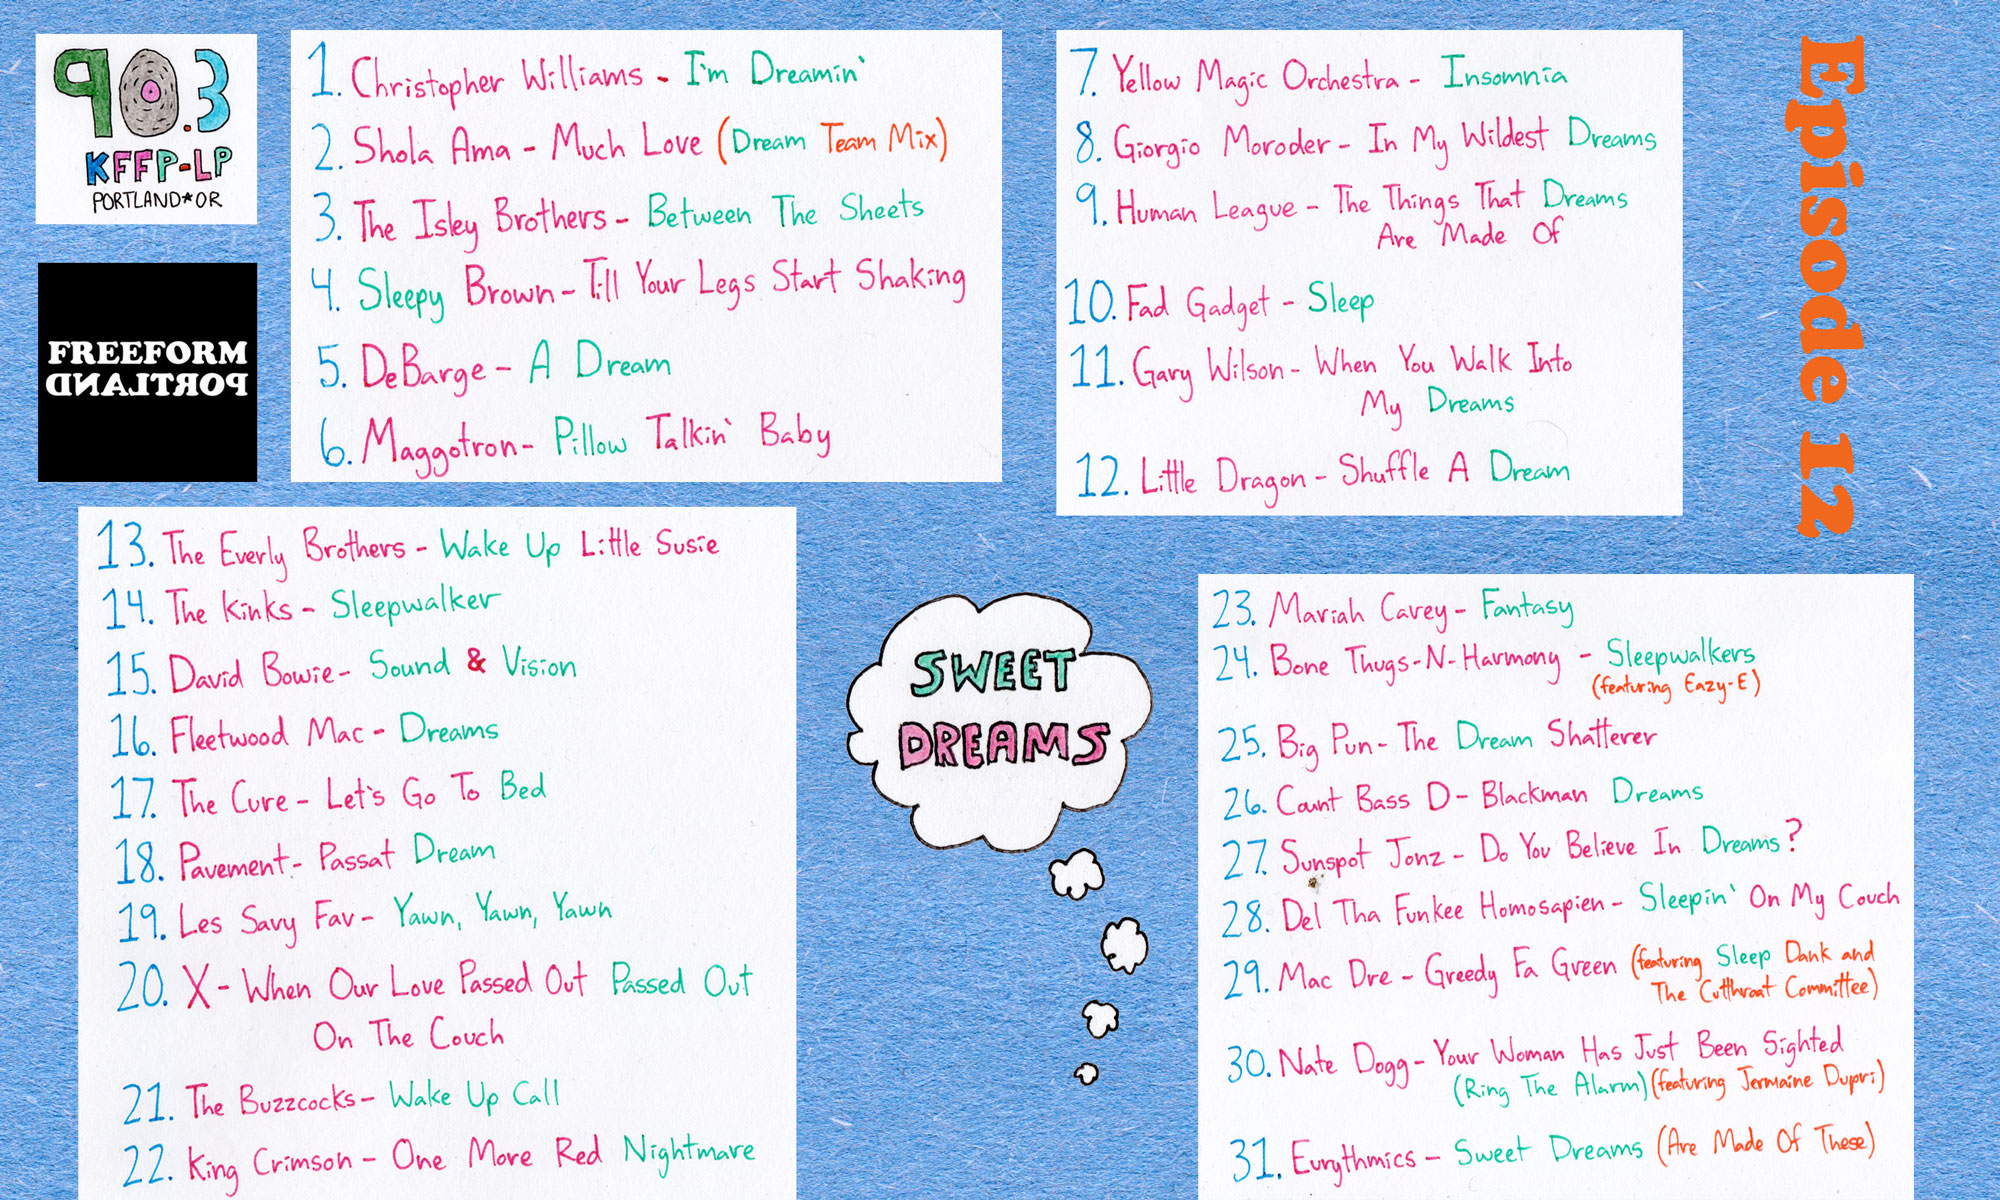 90.3
KFFP-LP
PORTLAND*OR
FREEFORM
PORTLAND
1. Christopher Williams - I'm Dreamin'
2. Shola Ama - Much Love (Dream Team Mix)
3. The Isley Brothers - Between The Sheets
4. Sleepy Brown - Till Your Legs Start Shaking
5. DeBarge - A Dream
6. Maggotron - Pillow Talkin' Baby
7. Yellow Magic Orchestra - Insomnia
8. Giorgio Moroder - In My Wildest Dreams
9. Human League - The Things That Dreams
Are Made Of
10. Fad Gadget - Sleep
11. Gary Wilson - When You Walk Into
My Dreams
12. Little Dragon - Shuffle A Dream
Episode 12
13. The Everly Brothers - Wake Up Little Susie
14. The Kinks - Sleepwalker
15. David Bowie - Sound & Vision
16. Fleetwood Mac - Dreams
17. The Cure - Let's Go To Bed
18. Pavement - Passat Dream
19. Les Savy Fav - Yawn, Yawn, Yawn
20. X - When Our Love Passed Out Passed Out
On The Couch
21. The Buzzcocks - Wake Up Call
22. King Crimson - One More Red Nightmare
SWEET
DREAMS
23. Mariah Carey - Fantasy
24. Bone Thugs-N-Harmony - Sleepwalkers
(featuring Eazy-E)
25. Big Pun - The Dream Shatterer
26. Count Bass D - Blackman Dreams
27. Sunspot Jonz - Do You Believe In Dreams?
28. Del Tha Funkee Homosapien - Sleepin' On My Couch
29. Mac Dre - Greedy Fa Green (featuring Sleep Dank and
The Cutthroat Committee)
30. Nate Dogg - Your Woman Has Just Been Sighted
(Ring The Alarm) (featuring Jermaine Dupri)
31. Eurythmics - Sweet Dreams (Are Made Of These)